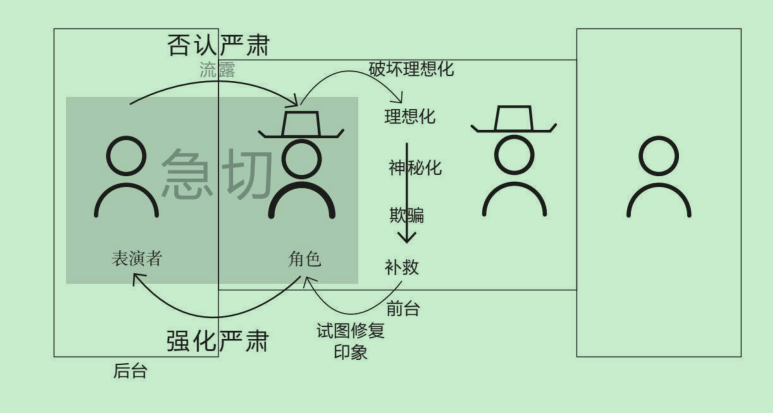 否认严肃
流露
破坏理想化
理想化
急切
神秘化
欺骗
表演者
角色
补救
前台
强化严肃
试图修复
印象
后台